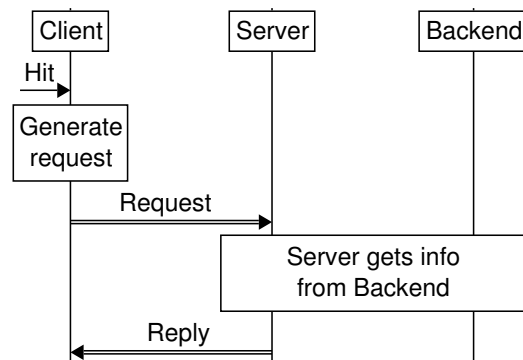 Client Server Backend
Hit
Generate
request
Request
Server gets info
from Backend
Reply